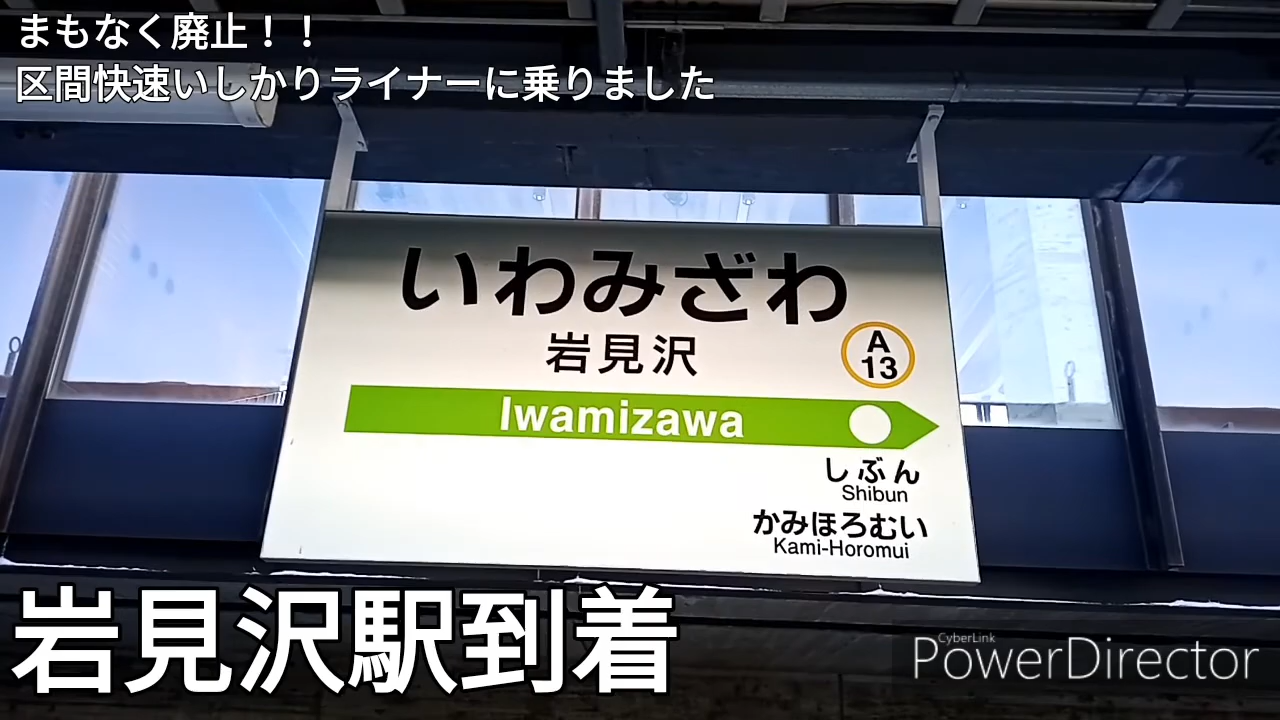 まもなく廃止！！
区間快速いしかりライナーに乗りました
いわみざわ
岩見沢
A
13
Iwamizawa
しぶん
Shibun
かみほろむい
Kami-Horomui
岩見沢駅到着
CyberLink
PowerDirector